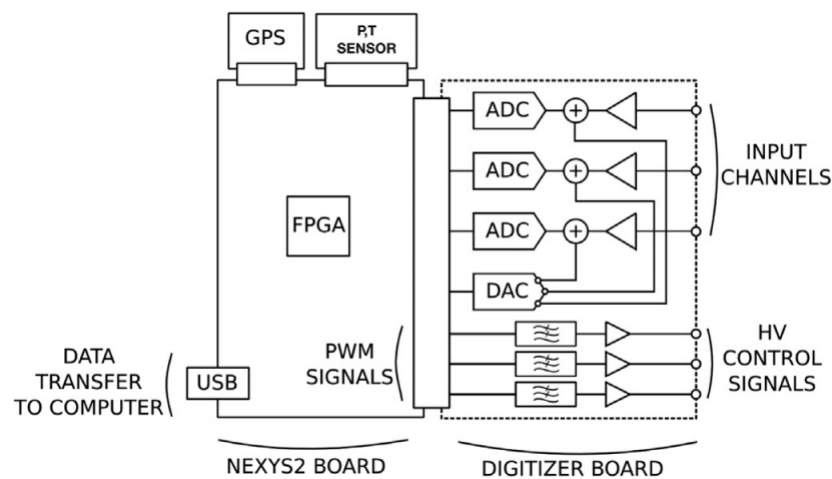 GPS
P,T
SENSOR
ADC
ADC
ADC
DAC
INPUT
CHANNELS
FPGA
PWM
SIGNALS
HV
CONTROL
SIGNALS
DATA
TRANSFER
TO COMPUTER
USB
NEXYS2 BOARD
DIGITIZER BOARD